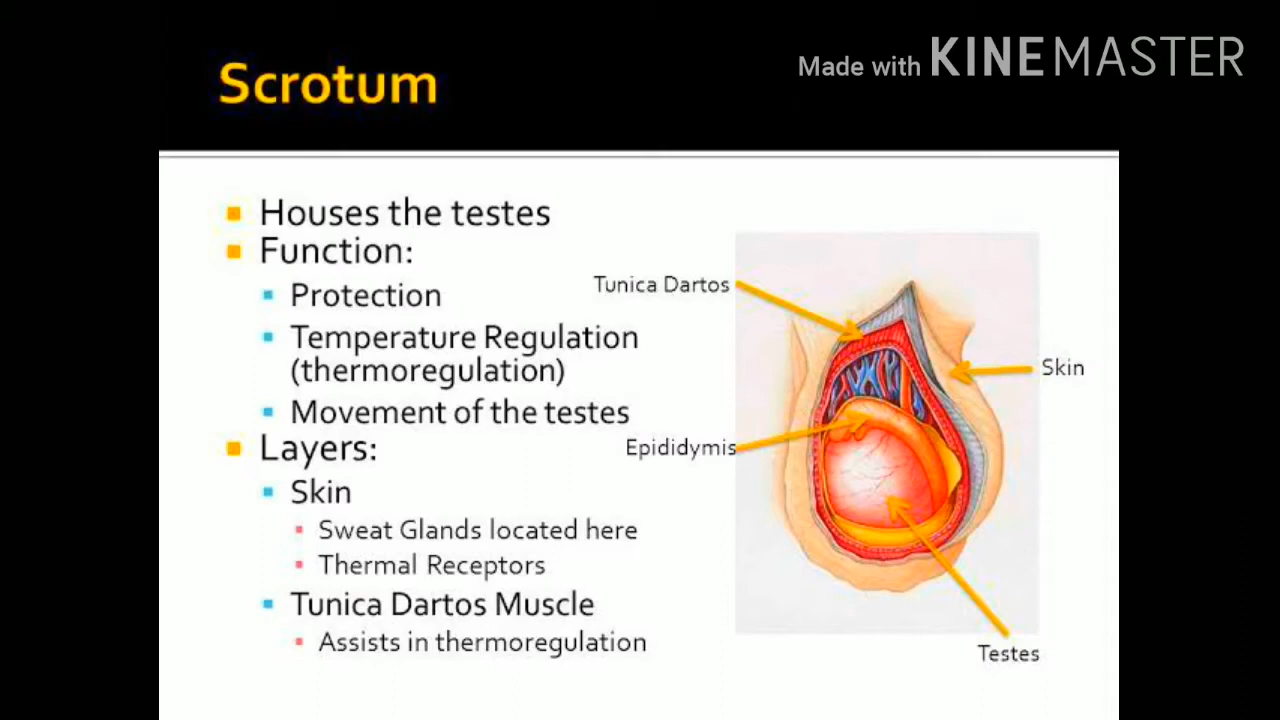 Made with KINEMASTER
Scrotum
Houses the testes
Function:
Protection
Temperature Regulation
(thermoregulation)
Movement of the testes
Layers:
Skin
Sweat Glands located here
Thermal Receptors
Tunica Dartos Muscle
Assists in thermoregulation
Tunica Dartos
Skin
Epididymis
Testes